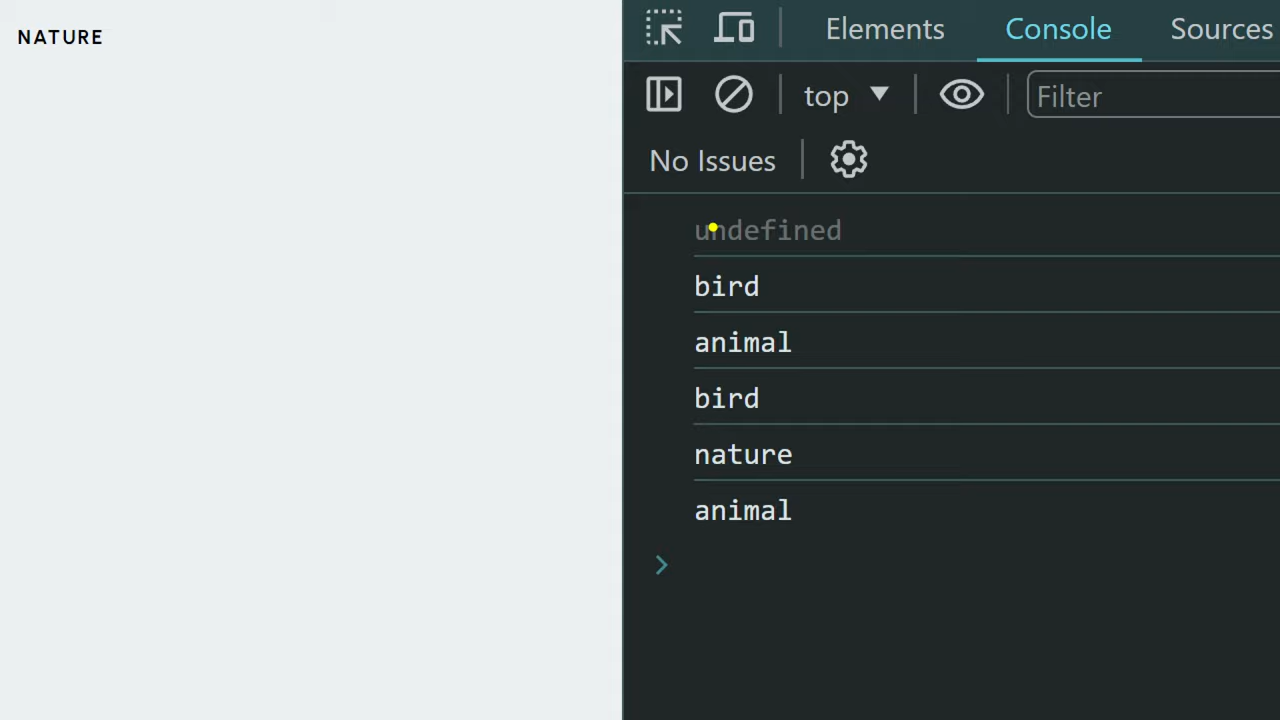 NATURE
Elements Console Sources
top Filter
No Issues
undefined
bird
animal
bird
nature
animal